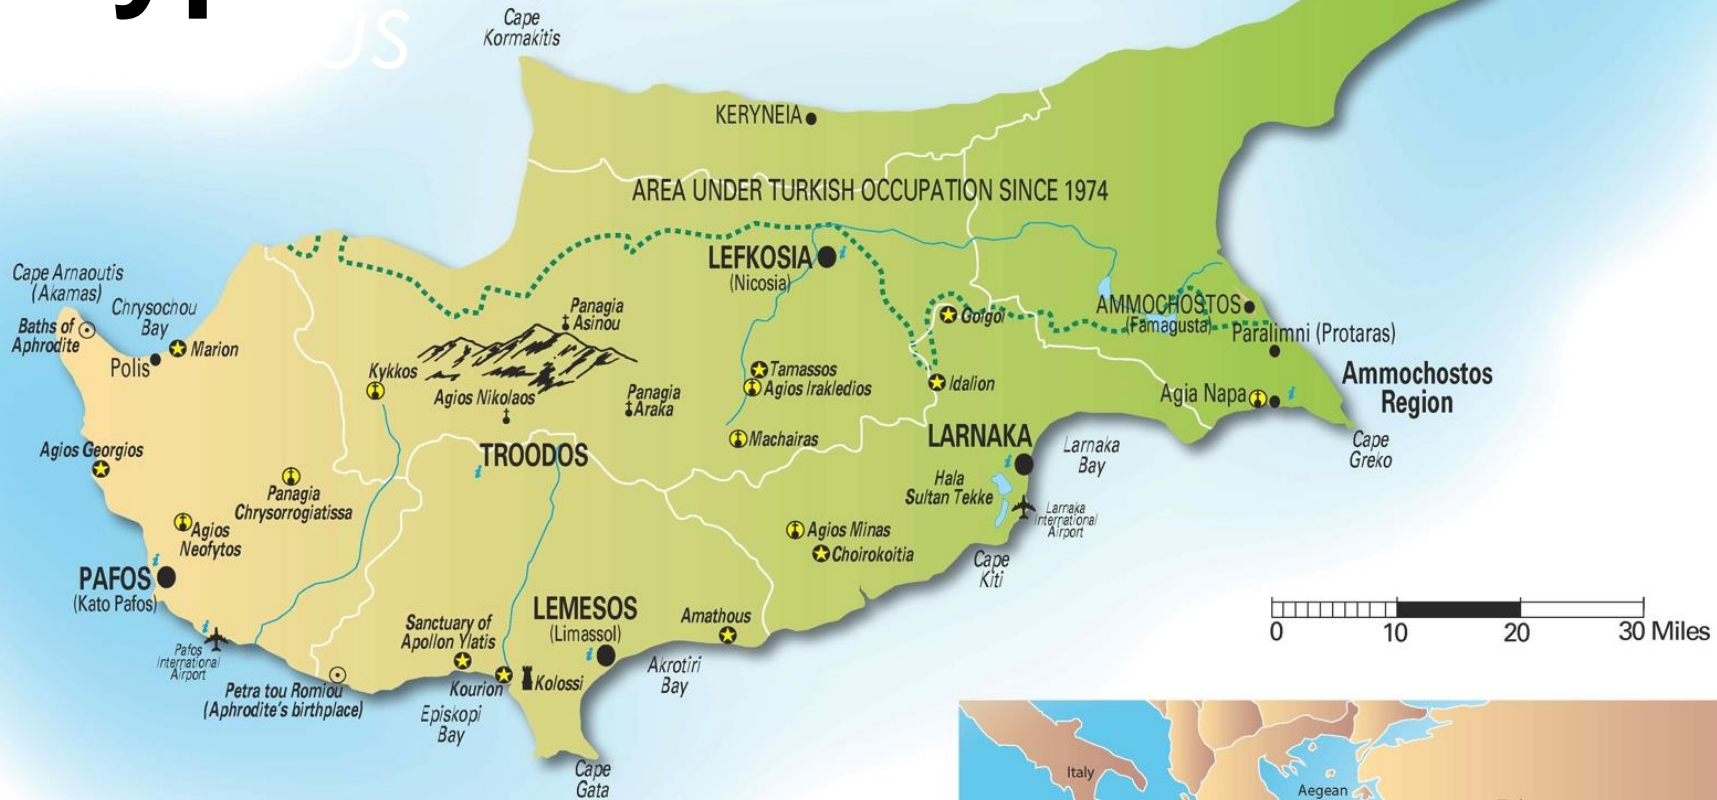 US
Cape
Kormakitis
KERYNEIA
AREA UNDER TURKISH OCCUPATION SINCE 1974
LEFKOSIA
(Nicosia)
Cape Arnaoutis
(Akamas)
Chrysochou
Bay
Baths of
Aphrodite
Polis
Marion
Panagia
Asinou
Kykkos
Agios Nikolaos
Panagia
Araka
Tamassos
Agios Irakledios
Machairas
Golgoi
Idalion
AMMOCHOSTOS
(Famagusta)
Paralimni (Protaras)
Agia Napa
Ammochostos
Region
Cape
Greko
TROODOS
LARNAKA
Larnaka
Bay
Hala
Sultan Tekke
Larnaka
International
Airport
Agios Georgios
Panagia
Chrysorrogiatissa
Agios
Neofytos
Agios Minas
Choirokoitia
Cape
Kiti
PAFOS
(Kato Pafos)
Pafos
International
Airport
LEMESOS
(Limassol)
Sanctuary of
Apollon Ylatis
Amathous
Akrotiri
Bay
Petra tou Romiou
(Aphrodite's birthplace)
Kourion
Kolossi
Episkopi
Bay
Cape
Gata
0 10 20 30 Miles
Italy
Aegean